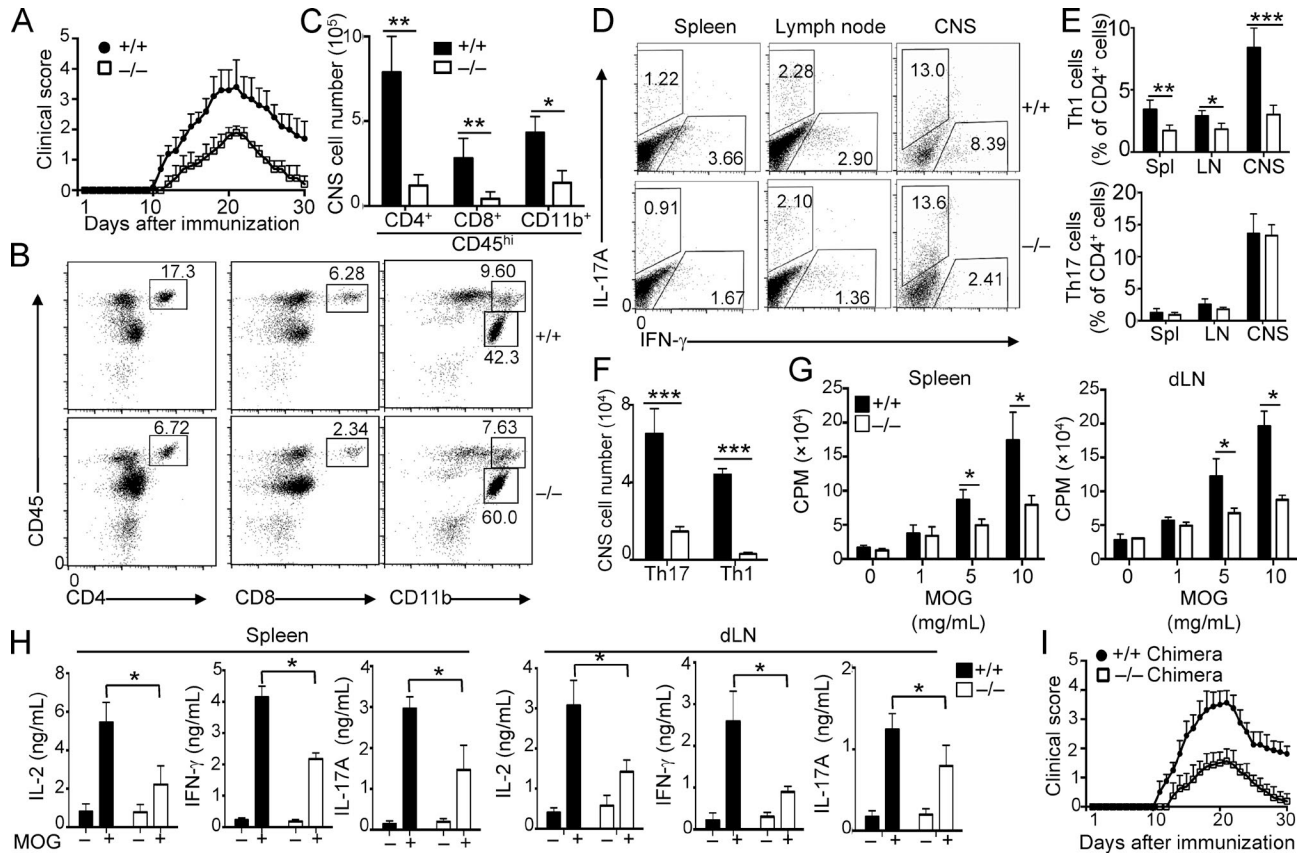 A
Clinical score
5
4
3
2
1
0
+/+
–/–
1 10 20 30
Days after immunization
B
CD45
17.3
6.28
9.60
42.3
+/+
6.72
2.34
7.63
60.0
–/–
0
0
CD4
CD8
CD11b
C
CNS cell number (10⁵)
10
5
0
** ** *
+/+
–/–
CD4⁺ CD8⁺ CD11b⁺
CD45ʰⁱ
D
Spleen Lymph node CNS
IL-17A
1.22
3.66
2.28
2.90
13.0
8.39
+/+
0.91
1.67
2.10
1.36
13.6
2.41
–/–
0
0
IFN-γ
E
Th1 cells
(% of CD4⁺ cells)
10
5
0
** * ***
Spl LN CNS
Th17 cells
(% of CD4⁺ cells)
20
15
10
5
0
Spl LN CNS
F
CNS cell number (10⁴)
8
4
0
*** ***
Th17 Th1
G
Spleen
CPM (×10⁴)
25
20
15
10
5
0
+/+
–/–
* *
0 1 5 10
MOG
(mg/mL)
dLN
CPM (×10⁴)
25
20
15
10
5
0
* *
0 1 5 10
MOG
(mg/mL)
H
Spleen
IL-2 (ng/mL)
8
6
4
2
0
*
– + – +
MOG
IFN-γ (ng/mL)
5
4
3
2
1
0
*
– + – +
IL-17A (ng/mL)
4
3
2
1
0
*
– + – +
dLN
IL-2 (ng/mL)
4
3
2
1
0
*
– + – +
IFN-γ (ng/mL)
4
3
2
1
0
*
– + – +
IL-17A (ng/mL)
2
1
0
*
– + – +
+/+
–/–
I
+/+ Chimera
–/– Chimera
Clinical score
5
4
3
2
1
0
1 10 20 30
Days after immunization